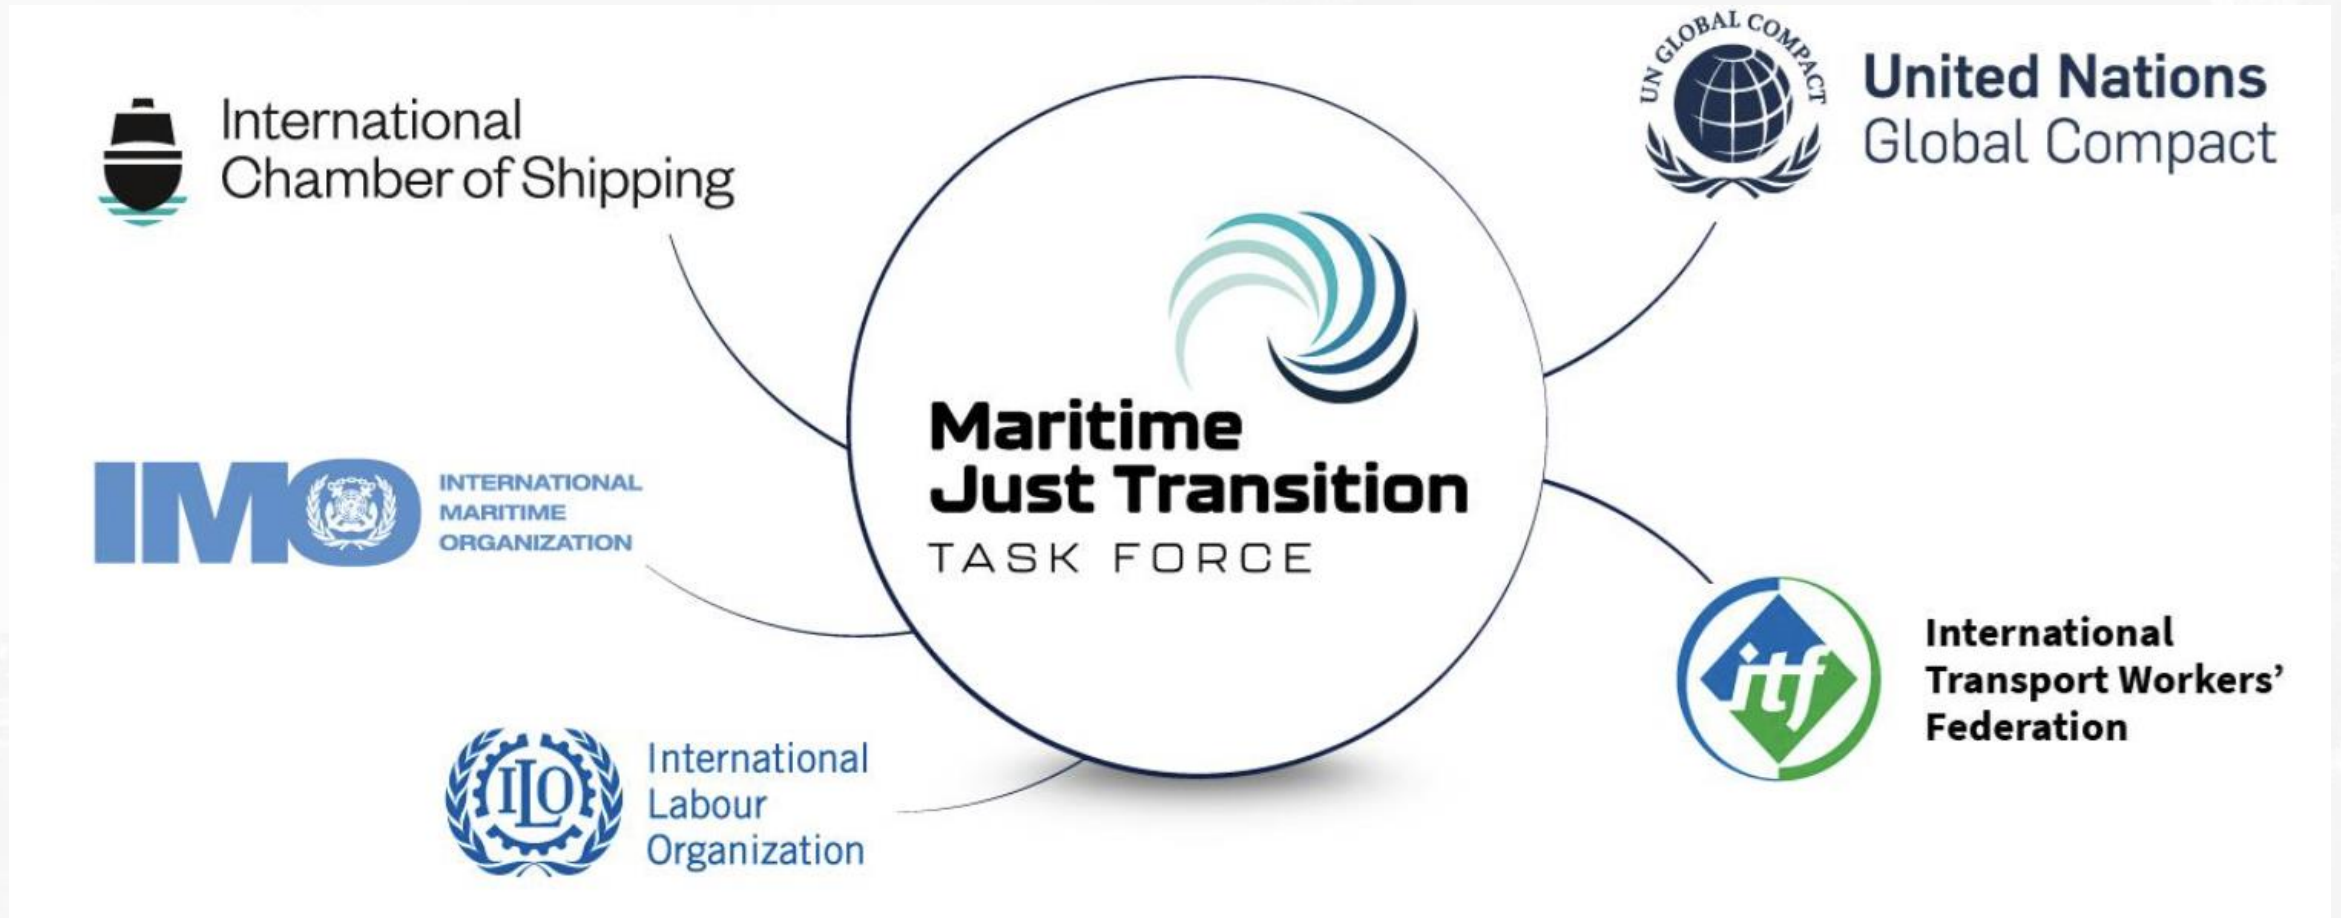 International
Chamber of Shipping
UN GLOBAL COMPACT
United Nations
Global Compact
IMO
INTERNATIONAL
MARITIME
ORGANIZATION
Maritime
Just Transition
TASK FORCE
itf
International
Transport Workers’
Federation
ILO
International
Labour
Organization